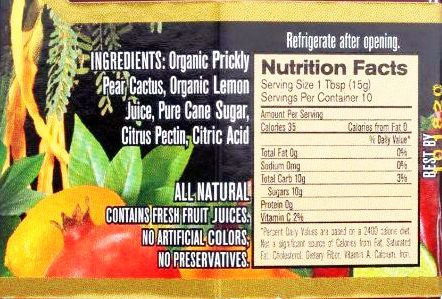 INGREDIENTS: Organic Prickly
Pear Cactus, Organic Lemon
Juice, Pure Cane Sugar,
Citrus Pectin, Citric Acid
ALL NATURAL
CONTAINS FRESH FRUIT JUICES.
NO ARTIFICIAL COLORS.
NO PRESERVATIVES.
Refrigerate after opening.
Nutrition Facts
Serving Size 1 Tbsp (15g)
Servings Per Container 10
Amount Per Serving
Calories 35 Calories from Fat 0
% Daily Value*
Total Fat 0g 0%
Sodium 0mg 0%
Total Carb 10g 3%
Sugars 10g
Protein 0g
Vitamin C 2%
*Percent Daily Values are based on a 2400 calorie diet.
Not a significant source of Calories from Fat, Saturated
Fat, Cholesterol, Dietary Fiber, Vitamin A, Calcium, Iron.
BEST BY